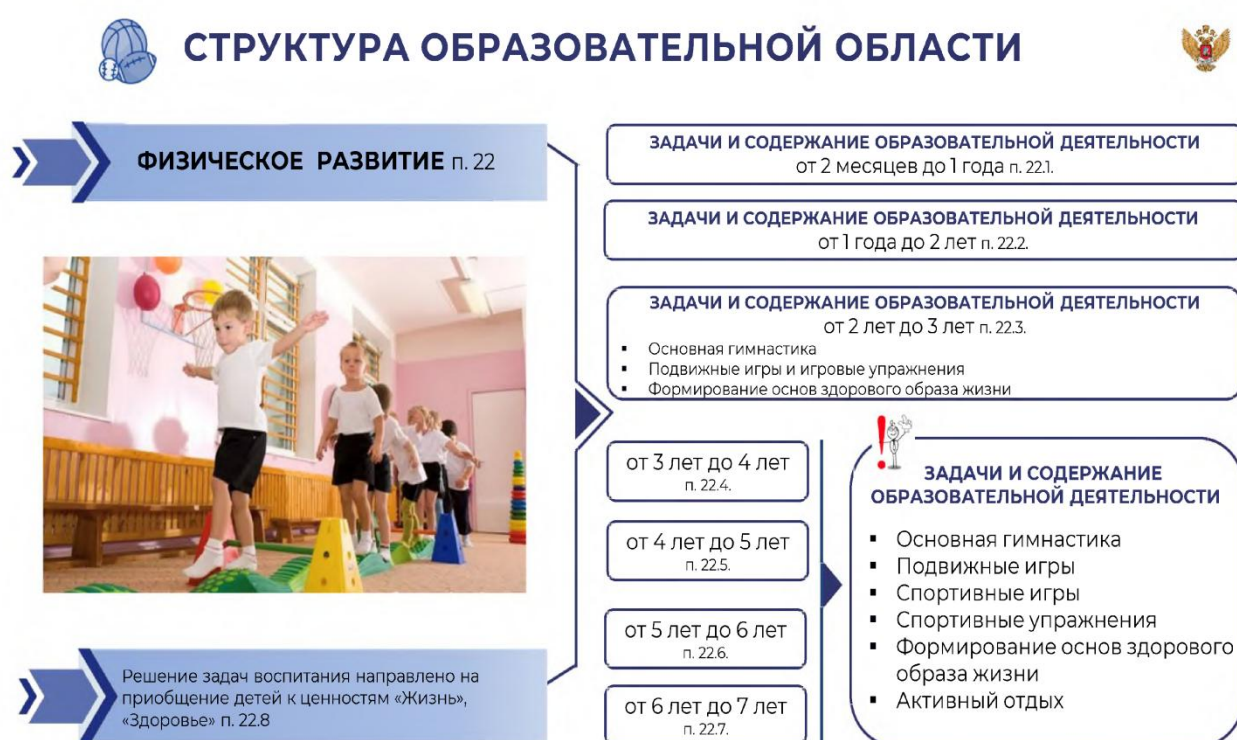 СТРУКТУРА ОБРАЗОВАТЕЛЬНОЙ ОБЛАСТИ
ФИЗИЧЕСКОЕ РАЗВИТИЕ п. 22
Решение задач воспитания направлено на
приобщение детей к ценностям «Жизнь»,
«Здоровье» п. 22.8
ЗАДАЧИ И СОДЕРЖАНИЕ ОБРАЗОВАТЕЛЬНОЙ ДЕЯТЕЛЬНОСТИ
от 2 месяцев до 1 года п. 22.1.
ЗАДАЧИ И СОДЕРЖАНИЕ ОБРАЗОВАТЕЛЬНОЙ ДЕЯТЕЛЬНОСТИ
от 1 года до 2 лет п. 22.2.
ЗАДАЧИ И СОДЕРЖАНИЕ ОБРАЗОВАТЕЛЬНОЙ ДЕЯТЕЛЬНОСТИ
от 2 лет до 3 лет п. 22.3.
▪ Основная гимнастика
▪ Подвижные игры и игровые упражнения
▪ Формирование основ здорового образа жизни
от 3 лет до 4 лет
п. 22.4.
от 4 лет до 5 лет
п. 22.5.
от 5 лет до 6 лет
п. 22.6.
от 6 лет до 7 лет
п. 22.7.
ЗАДАЧИ И СОДЕРЖАНИЕ
ОБРАЗОВАТЕЛЬНОЙ ДЕЯТЕЛЬНОСТИ
▪ Основная гимнастика
▪ Подвижные игры
▪ Спортивные игры
▪ Спортивные упражнения
▪ Формирование основ здорового
образа жизни
▪ Активный отдых